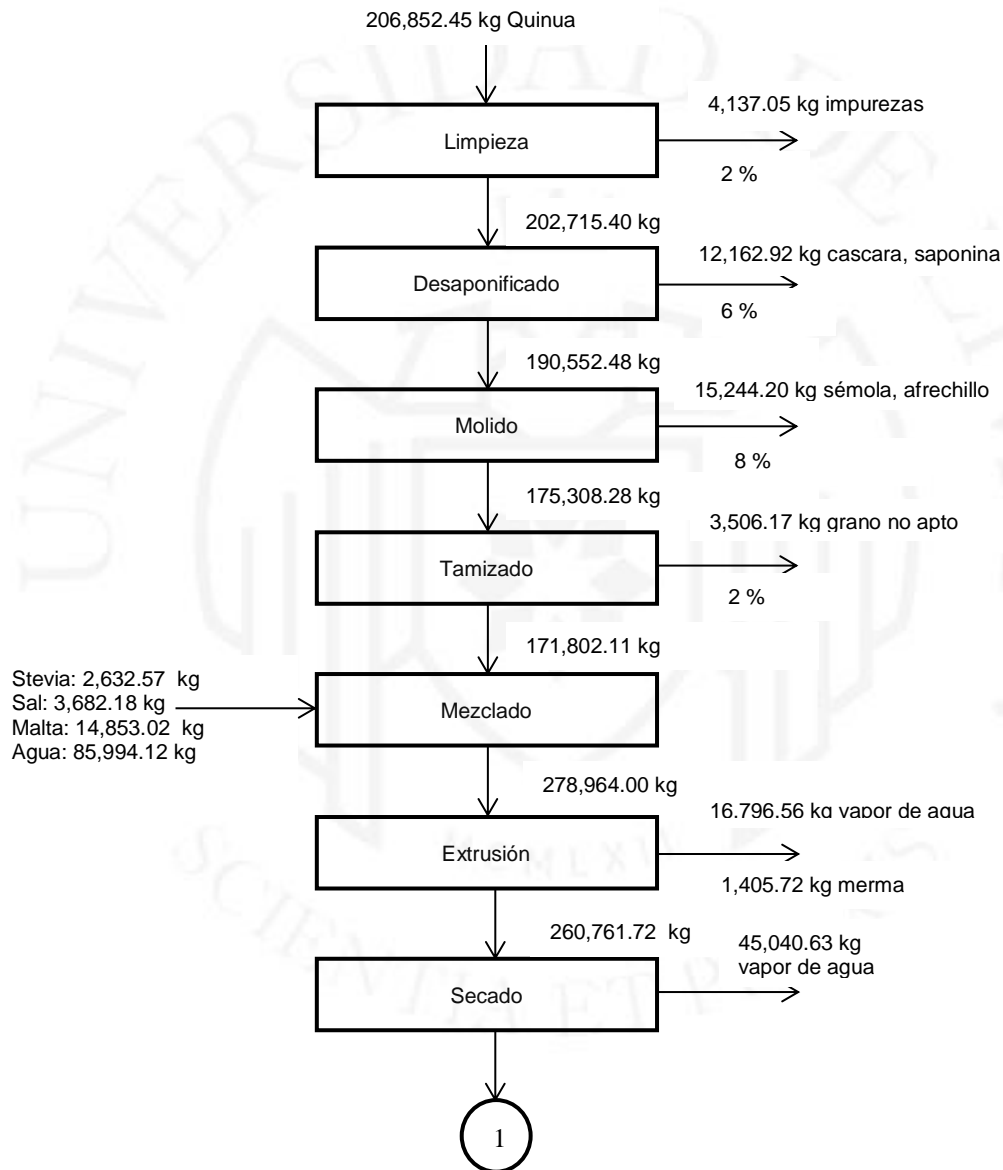 206,852.45 kg Quinua
4,137.05 kg impurezas
Limpieza
2 %
202,715.40 kg
12,162.92 kg cascara, saponina
Desaponificado
6 %
190,552.48 kg
15,244.20 kg sémola, afrechillo
Molido
8 %
175,308.28 kg
3,506.17 kg grano no apto
Tamizado
2 %
171,802.11 kg
Stevia: 2,632.57 kg
Sal: 3,682.18 kg
Malta: 14,853.02 kg
Agua: 85,994.12 kg
Mezclado
278,964.00 kg
16.796.56 kg vapor de agua
Extrusión
1,405.72 kg merma
260,761.72 kg
45,040.63 kg
vapor de agua
Secado
1
UNIVERSIDAD DE
SCIENTIA ET P